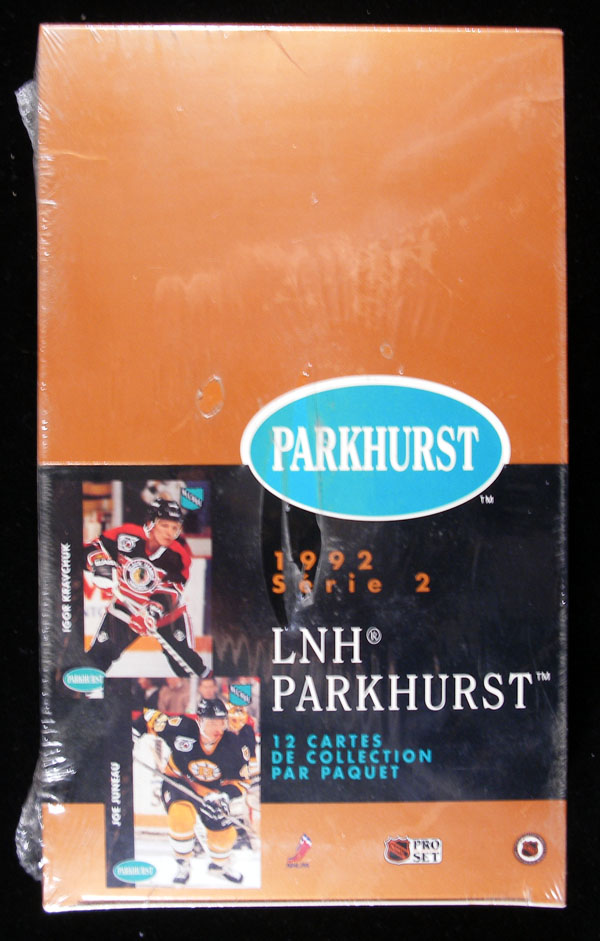 PARKHURST
TM
1992
Série 2
LNH®
PARKHURST™
12 CARTES
DE COLLECTION
PAR PAQUET
IGOR KRAVCHUK
PARKHURST
JOE JUNEAU
PARKHURST
PRO
SET